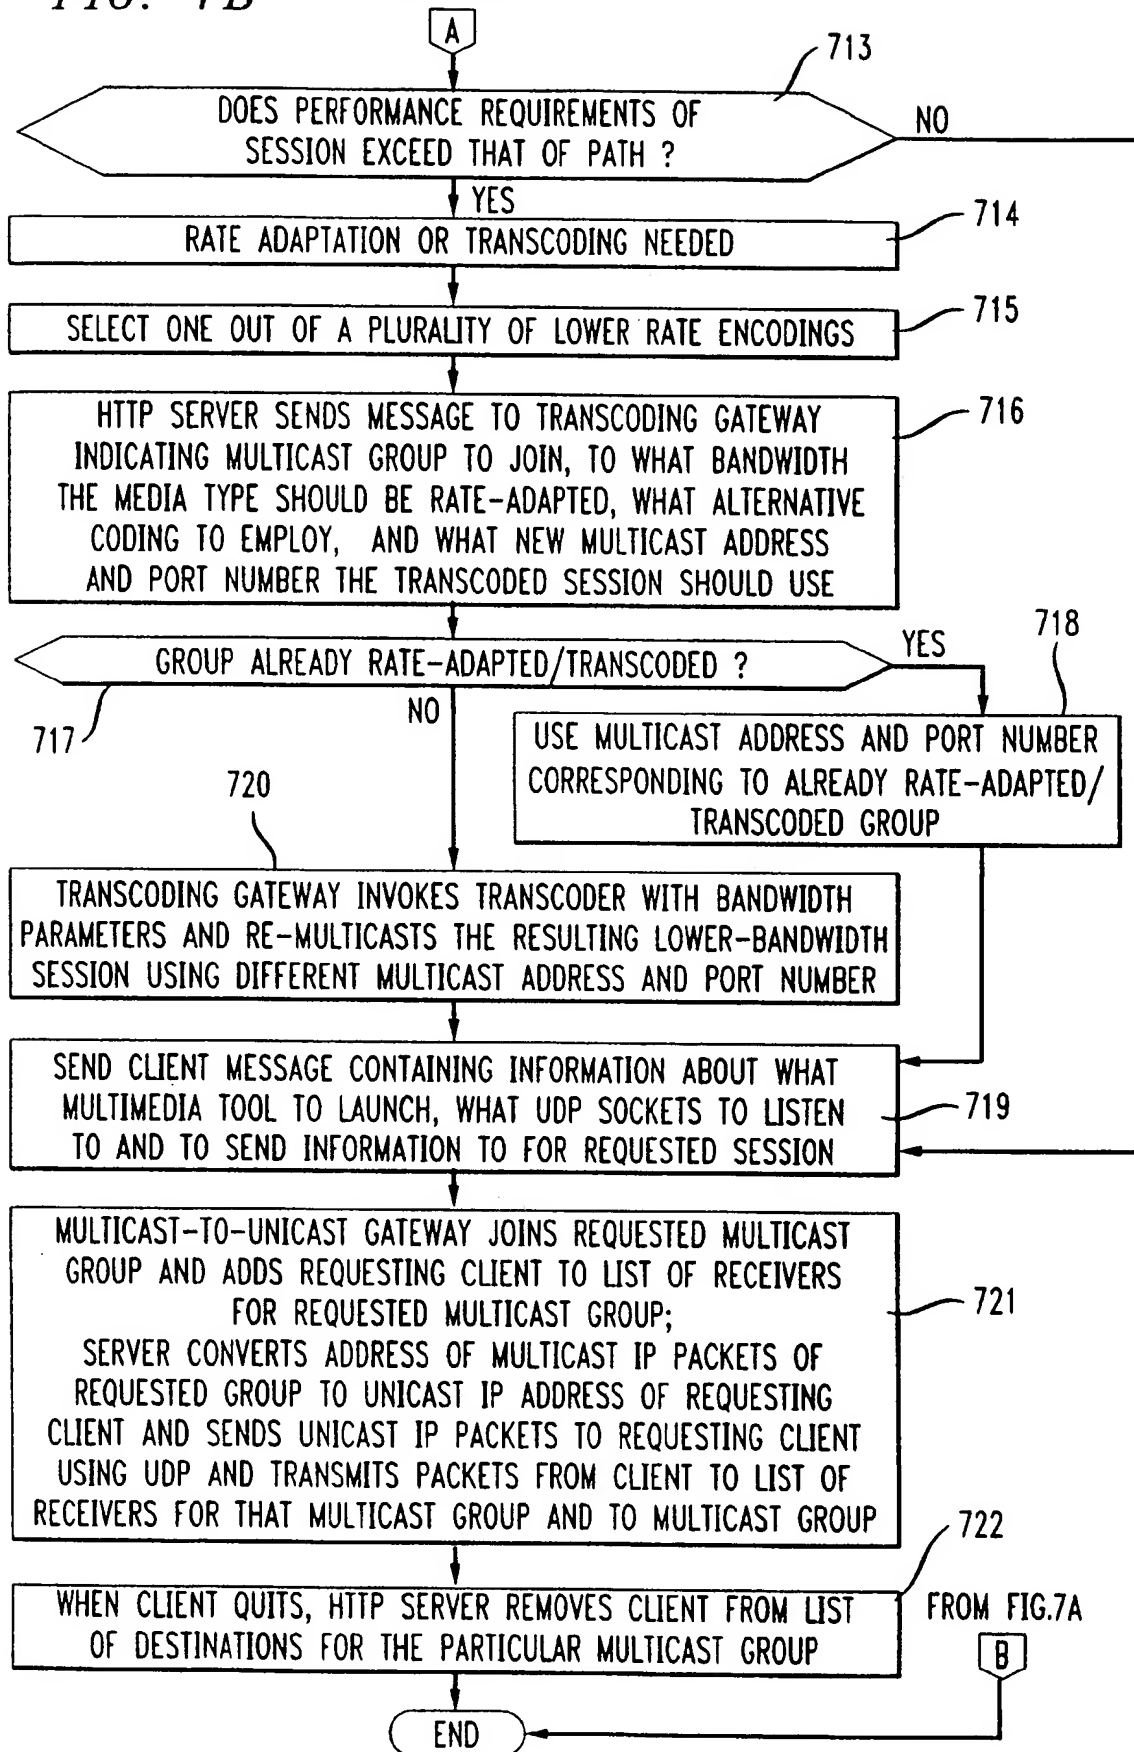 FIG. 7B
A
713
DOES PERFORMANCE REQUIREMENTS OF
SESSION EXCEED THAT OF PATH ?
NO
YES
714
RATE ADAPTATION OR TRANSCODING NEEDED
715
SELECT ONE OUT OF A PLURALITY OF LOWER RATE ENCODINGS
716
HTTP SERVER SENDS MESSAGE TO TRANSCODING GATEWAY
INDICATING MULTICAST GROUP TO JOIN, TO WHAT BANDWIDTH
THE MEDIA TYPE SHOULD BE RATE-ADAPTED, WHAT ALTERNATIVE
CODING TO EMPLOY, AND WHAT NEW MULTICAST ADDRESS
AND PORT NUMBER THE TRANSCODED SESSION SHOULD USE
GROUP ALREADY RATE-ADAPTED/TRANSCODED ?
YES
718
717
NO
USE MULTICAST ADDRESS AND PORT NUMBER
CORRESPONDING TO ALREADY RATE-ADAPTED/
TRANSCODED GROUP
720
TRANSCODING GATEWAY INVOKES TRANSCODER WITH BANDWIDTH
PARAMETERS AND RE-MULTICASTS THE RESULTING LOWER-BANDWIDTH
SESSION USING DIFFERENT MULTICAST ADDRESS AND PORT NUMBER
SEND CLIENT MESSAGE CONTAINING INFORMATION ABOUT WHAT
MULTIMEDIA TOOL TO LAUNCH, WHAT UDP SOCKETS TO LISTEN
TO AND TO SEND INFORMATION TO FOR REQUESTED SESSION
719
MULTICAST-TO-UNICAST GATEWAY JOINS REQUESTED MULTICAST
GROUP AND ADDS REQUESTING CLIENT TO LIST OF RECEIVERS
FOR REQUESTED MULTICAST GROUP;
SERVER CONVERTS ADDRESS OF MULTICAST IP PACKETS OF
REQUESTED GROUP TO UNICAST IP ADDRESS OF REQUESTING
CLIENT AND SENDS UNICAST IP PACKETS TO REQUESTING CLIENT
USING UDP AND TRANSMITS PACKETS FROM CLIENT TO LIST OF
RECEIVERS FOR THAT MULTICAST GROUP AND TO MULTICAST GROUP
721
722
WHEN CLIENT QUITS, HTTP SERVER REMOVES CLIENT FROM LIST
OF DESTINATIONS FOR THE PARTICULAR MULTICAST GROUP
FROM FIG.7A
B
END